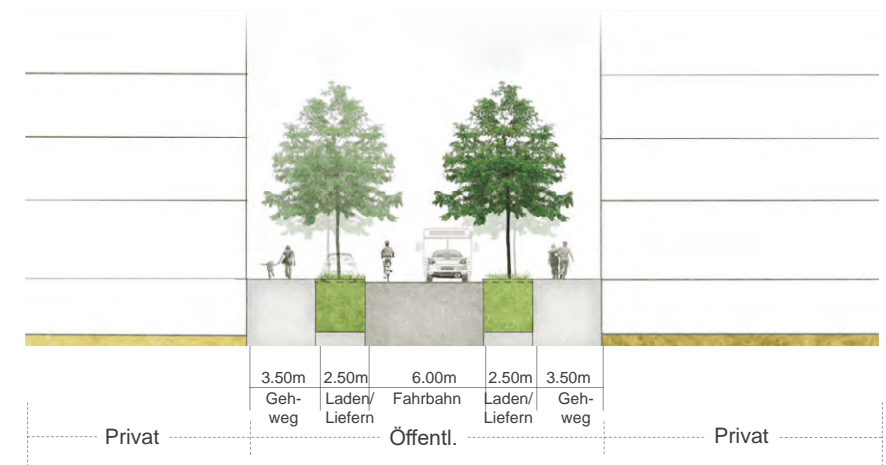 3.50m 2.50m 6.00m 2.50m 3.50m
Geh- Laden/ Fahrbahn Laden/ Geh-
weg Liefern Liefern weg
Privat Öffentl. Privat